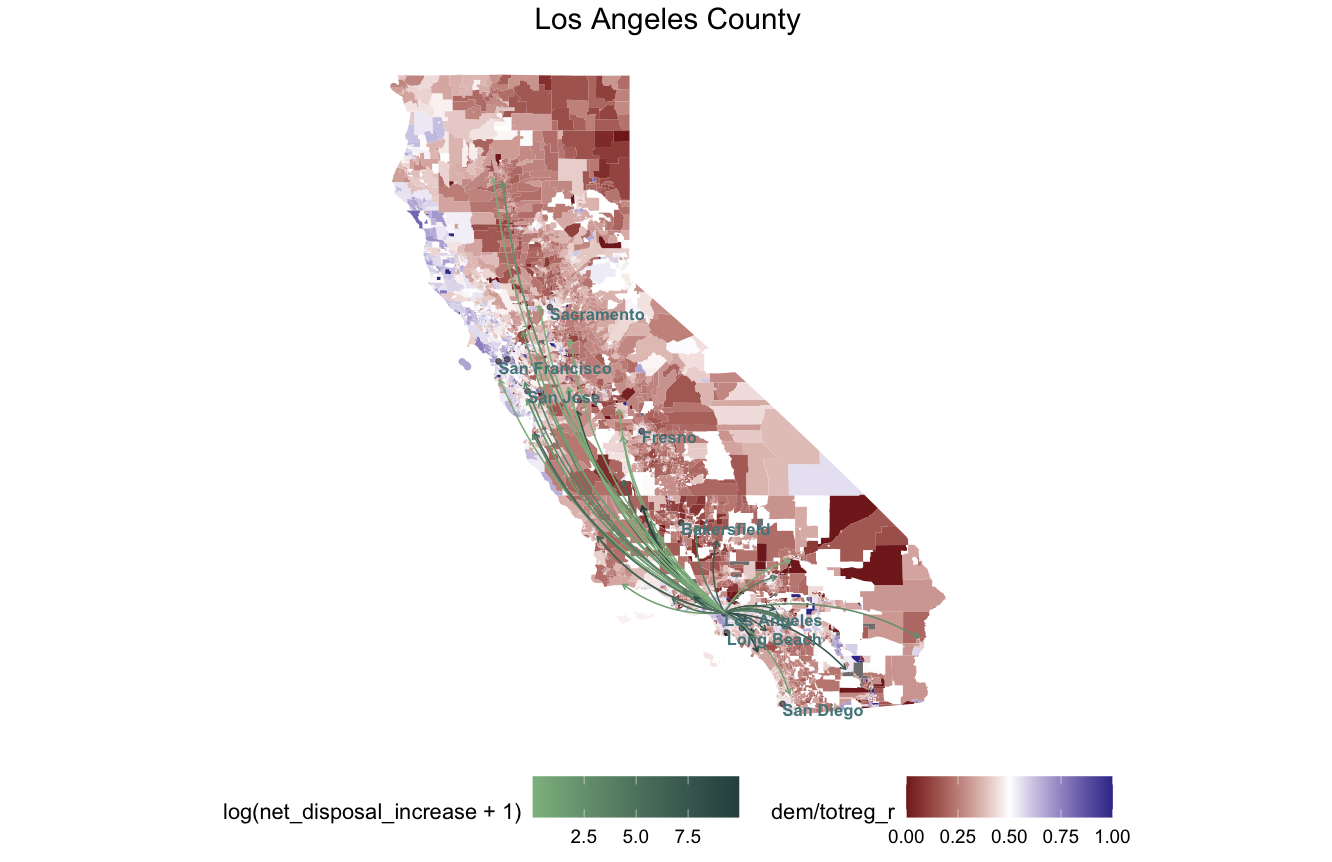 Los Angeles County
Sacramento
San Francisco
San Jose
Fresno
Bakersfield
Los Angeles
Long Beach
San Diego
log(net_disposal_increase + 1)
2.5 5.0 7.5
dem/totreg_r
0.00 0.25 0.50 0.75 1.00